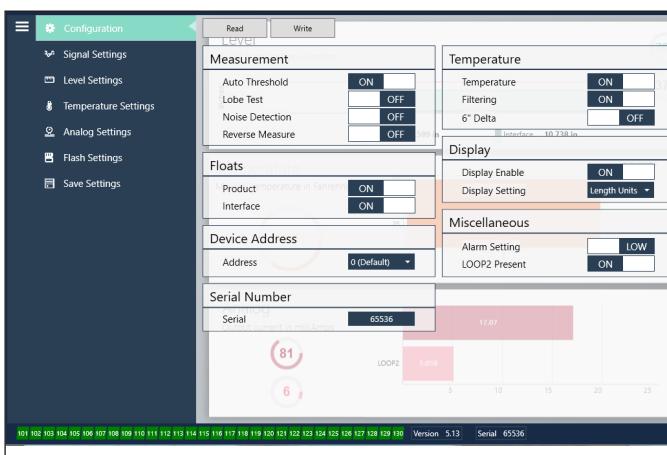 Configuration
Signal Settings
Level Settings
Temperature Settings
Analog Settings
Flash Settings
Save Settings
Read Write
Level
Measurement
Auto Threshold ON
Lobe Test OFF
Noise Detection OFF
Reverse Measure OFF
Temperature
Temperature ON
Filtering ON
6" Delta OFF
Interface 10.738 in
Floats
Product ON
Interface ON
Display
Display Enable ON
Display Setting Length Units
Device Address
Address 0 (Default)
Miscellaneous
Alarm Setting LOW
LOOP2 Present ON
Serial Number
Serial 65536
17.07
81
LOOP2
6
5 10 15 20 25
101 102 103 104 105 106 107 108 109 110 111 112 113 114 115 116 117 118 119 120 121 122 123 124 125 126 127 128 129 130 Version 5.13 Serial 65536